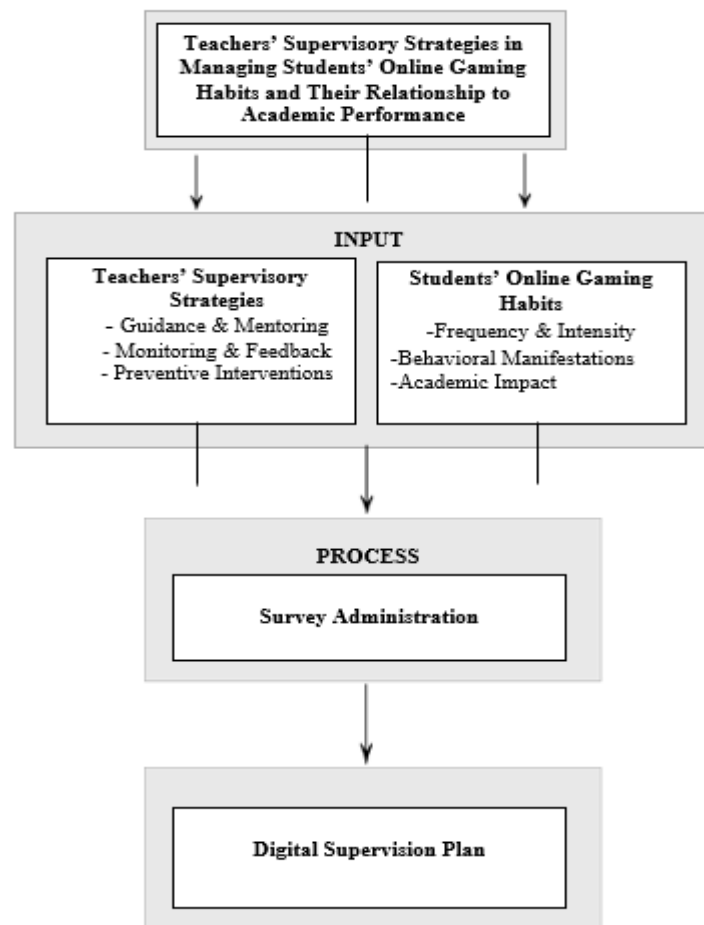 Teachers’ Supervisory Strategies in
Managing Students’ Online Gaming
Habits and Their Relationship to
Academic Performance
INPUT
Teachers’ Supervisory
Strategies
- Guidance & Mentoring
- Monitoring & Feedback
- Preventive Interventions
Students’ Online Gaming
Habits
-Frequency & Intensity
-Behavioral Manifestations
-Academic Impact
PROCESS
Survey Administration
Digital Supervision Plan